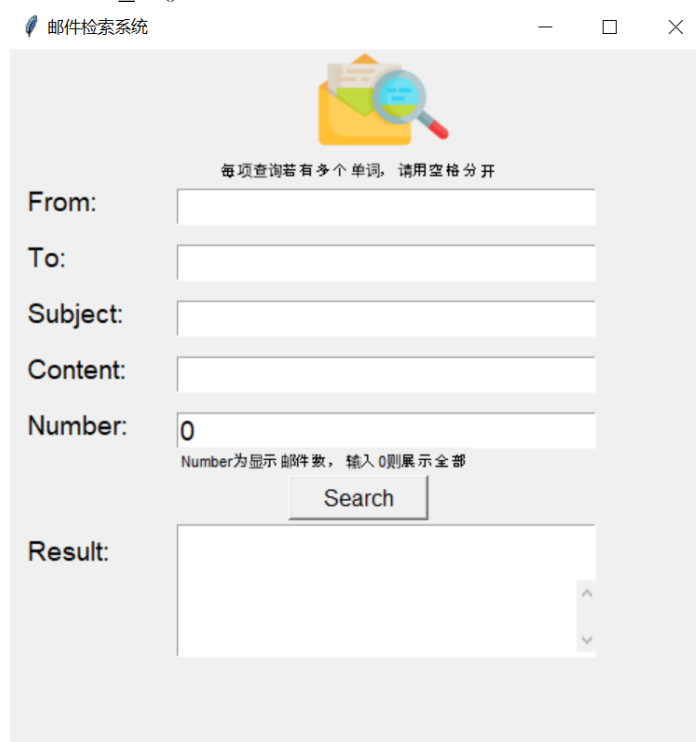 邮件检索系统
每项查询若有多个单词，请用空格分开
From:
To:
Subject:
Content:
Number:
0
Number为显示邮件数，输入0则展示全部
Search
Result: